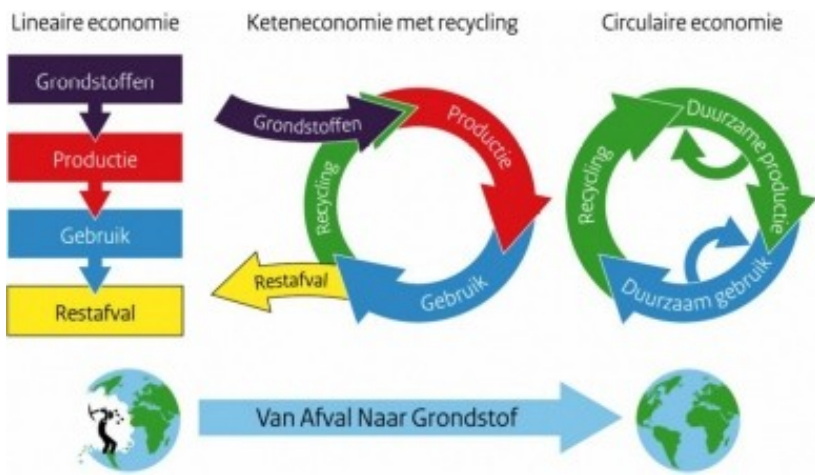 Lineaire economie
Keteneconomie met recycling
Circulaire economie
Grondstoffen
Productie
Gebruik
Restafval
Grondstoffen
Productie
Recycling
Restafval
Gebruik
Duurzame productie
Recycling
Duurzaam gebruik
Van Afval Naar Grondstof